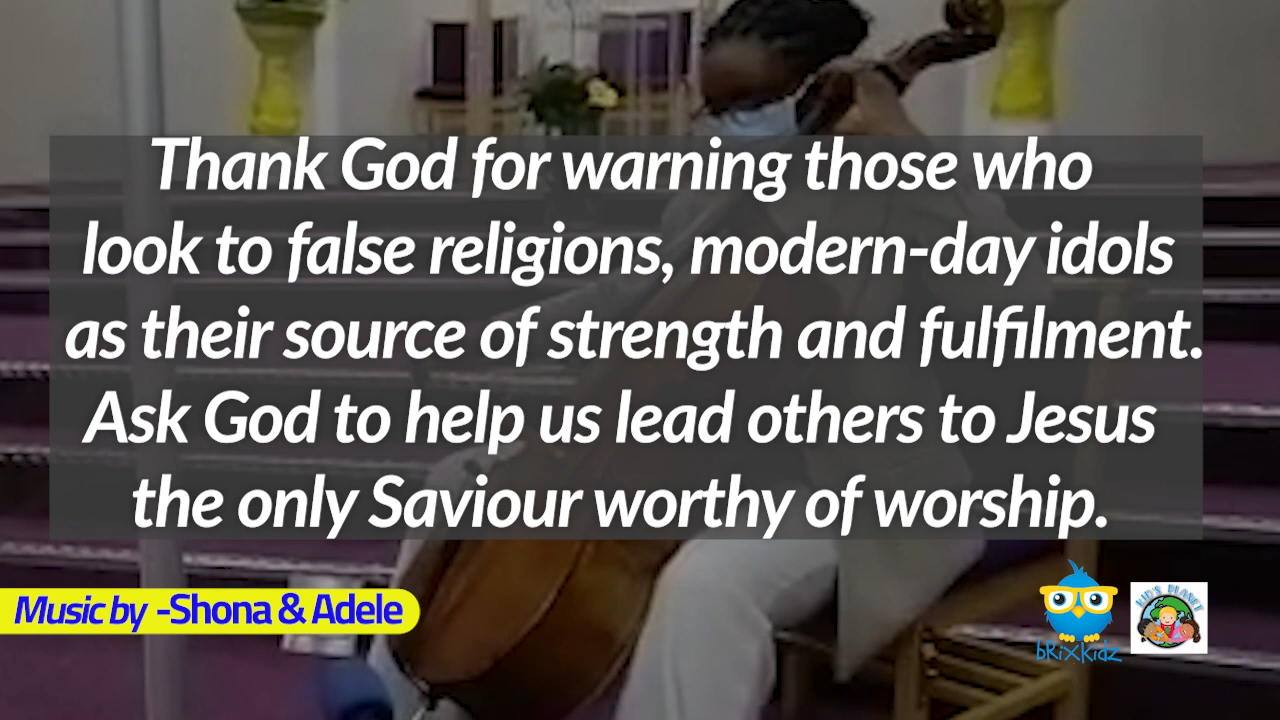 Thank God for warning those who
look to false religions, modern-day idols
as their source of strength and fulfilment.
Ask God to help us lead others to Jesus
the only Saviour worthy of worship.
Music by -Shona & Adele
bRixKidz
KID'S PLANET